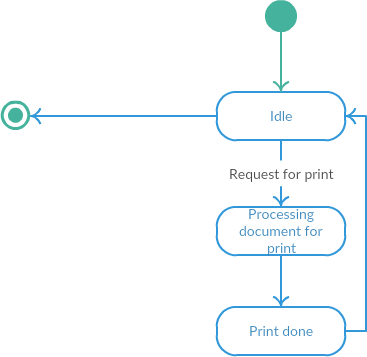 Idle
Request for print
Processing
document for
print
Print done